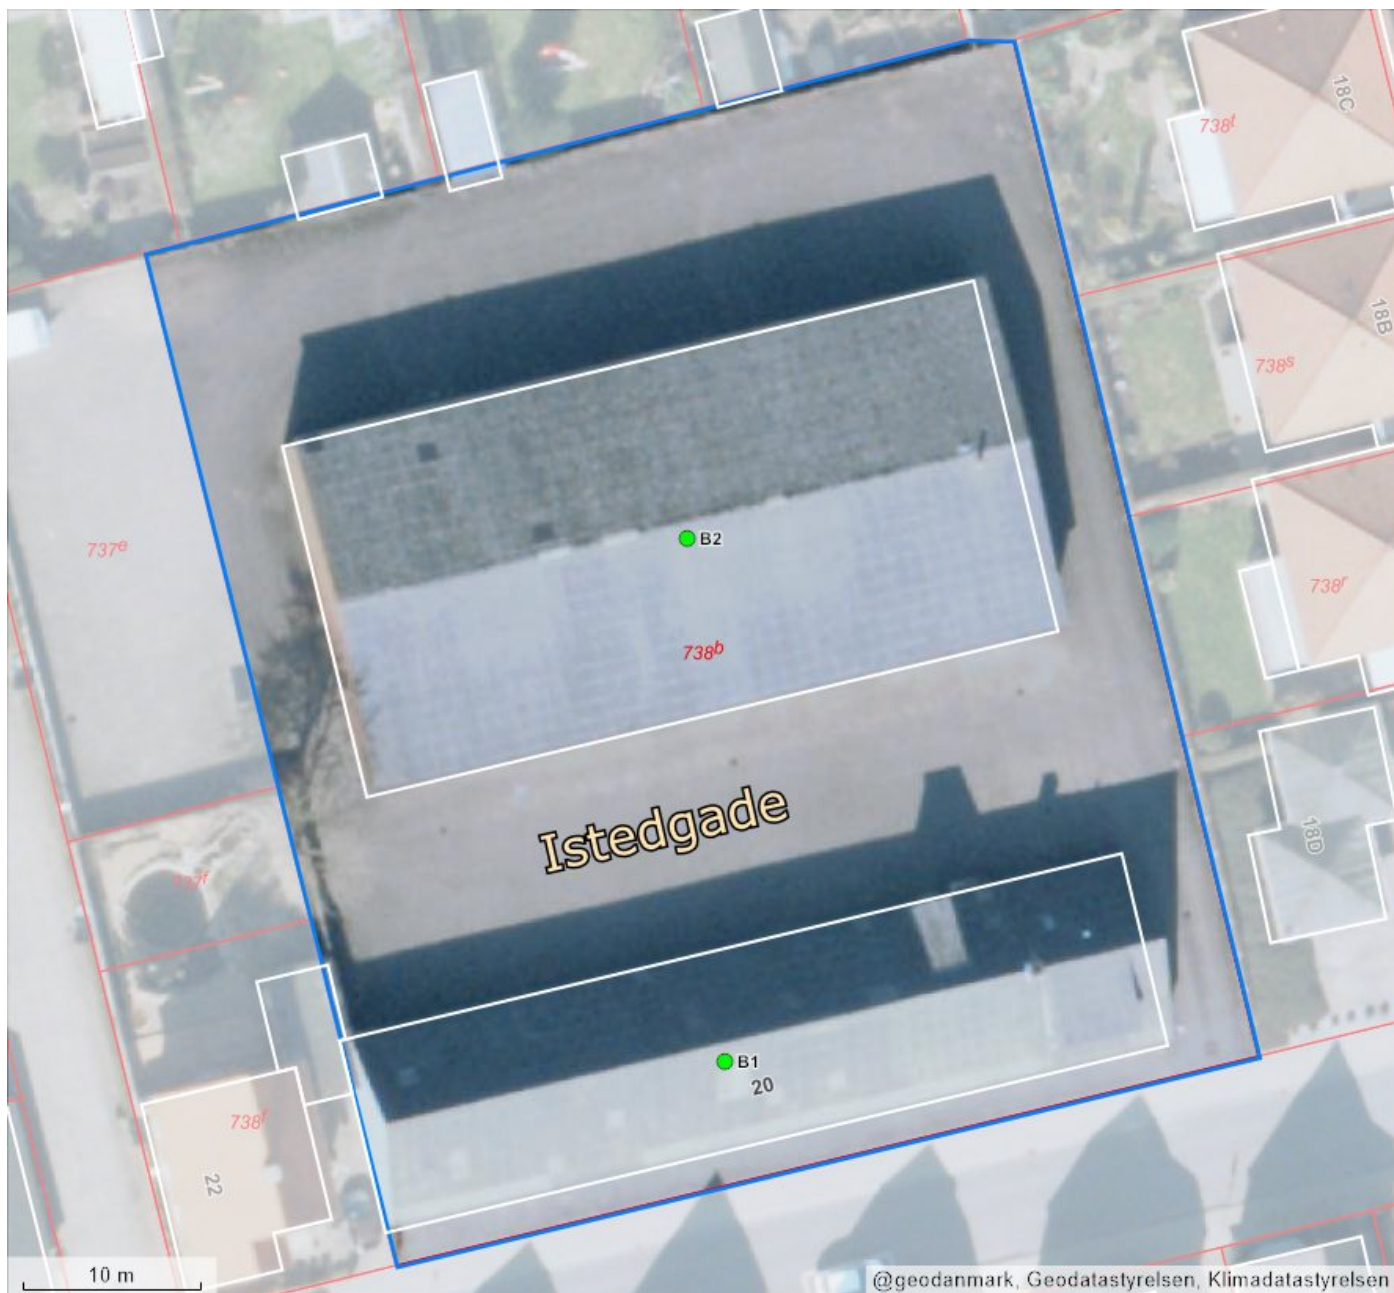 18C
738t
18B
738s
B2
737e
738r
738b
Istedgade
18D
B1
20
738f
22
10 m
@geodanmark, Geodatastyrelsen, Klimadatastyrelsen